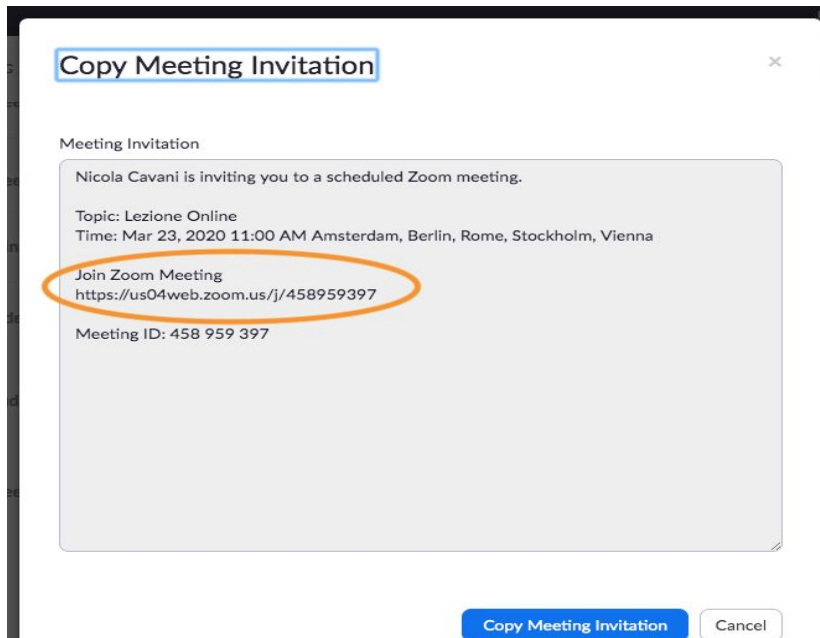 Copy Meeting Invitation
×
Meeting Invitation
Nicola Cavani is inviting you to a scheduled Zoom meeting.
Topic: Lezione Online
Time: Mar 23, 2020 11:00 AM Amsterdam, Berlin, Rome, Stockholm, Vienna
Join Zoom Meeting
https://us04web.zoom.us/j/458959397
Meeting ID: 458 959 397
Copy Meeting Invitation
Cancel